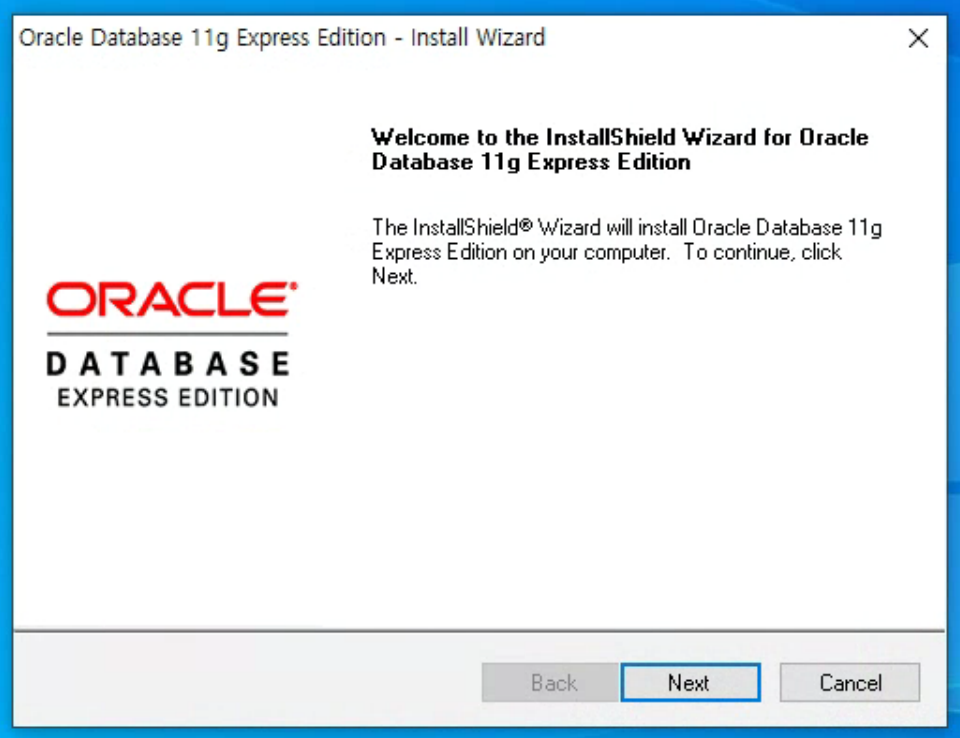 Oracle Database 11g Express Edition - Install Wizard
Welcome to the InstallShield Wizard for Oracle
Database 11g Express Edition
The InstallShield® Wizard will install Oracle Database 11g
Express Edition on your computer.  To continue, click
Next.
ORACLE
DATABASE
EXPRESS EDITION
Back
Next
Cancel